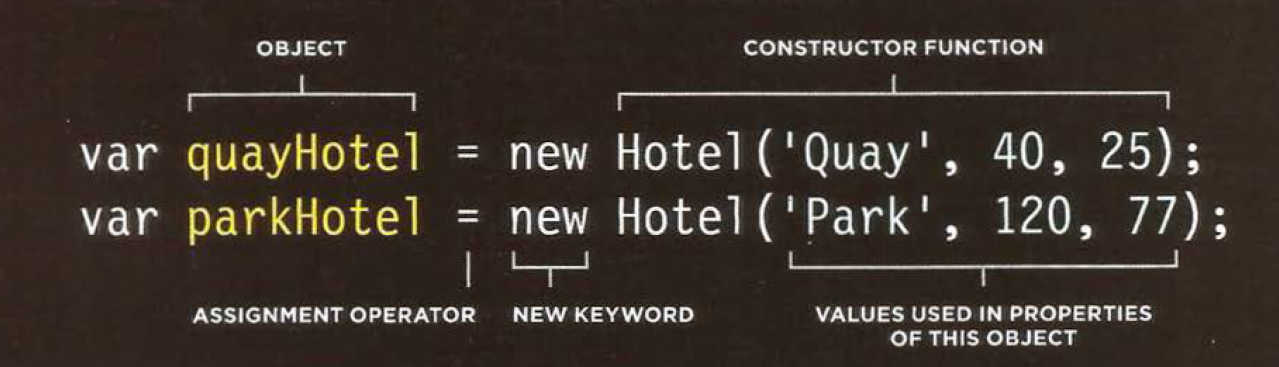 OBJECT CONSTRUCTOR FUNCTION
var quayHotel = new Hotel('Quay', 40, 25);
var parkHotel = new Hotel('Park', 120, 77);
ASSIGNMENT OPERATOR NEW KEYWORD VALUES USED IN PROPERTIES
OF THIS OBJECT